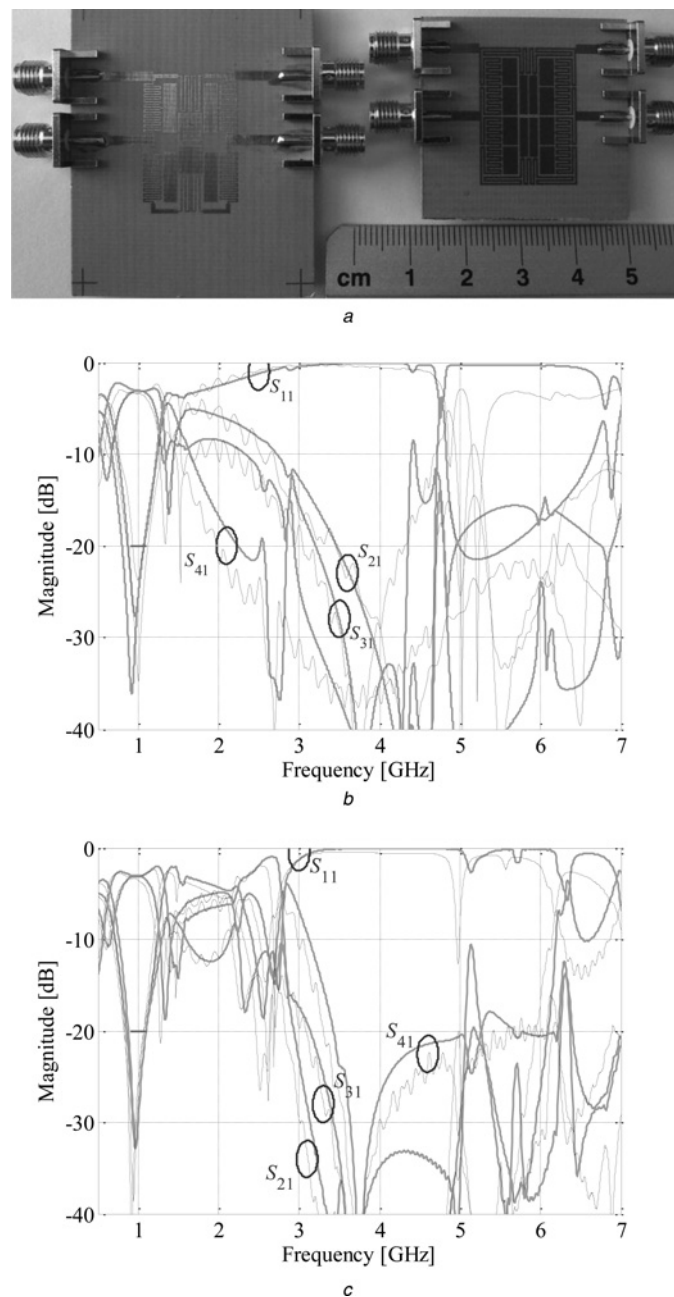 cm 1 2 3 4 5
a
0
-10
-20
-30
-40
Magnitude [dB]
S11
S21
S41
S31
1 2 3 4 5 6 7
Frequency [GHz]
b
0
-10
-20
-30
-40
Magnitude [dB]
S11
S41
S31
S21
1 2 3 4 5 6 7
Frequency [GHz]
c